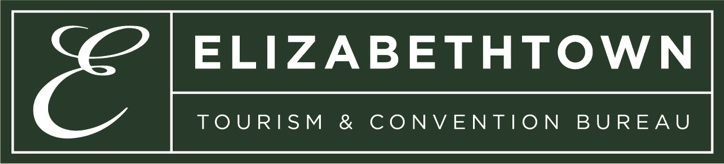 E
ELIZABETHTOWN
TOURISM & CONVENTION BUREAU